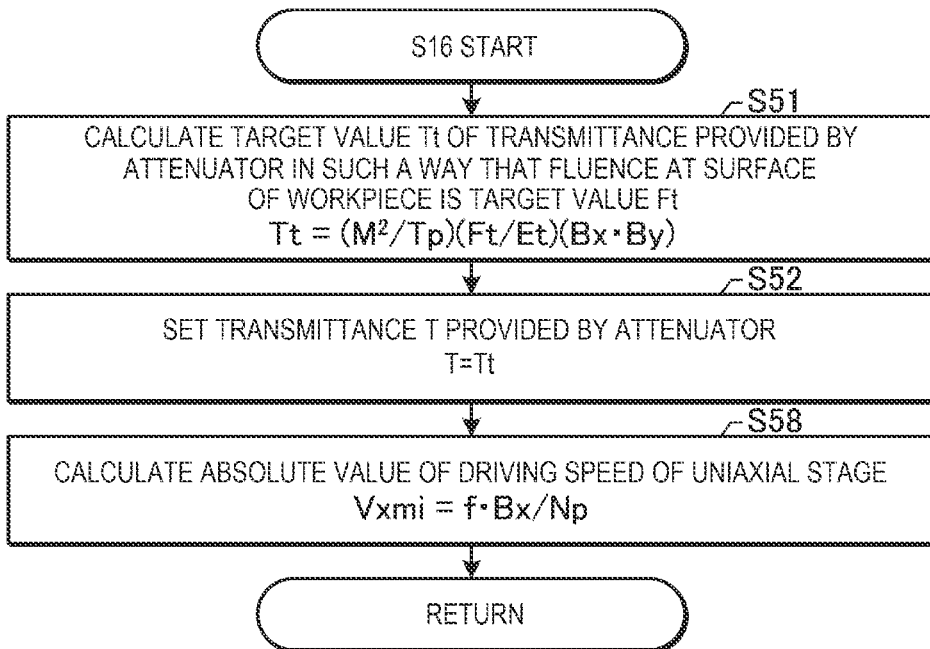 S16 START
S51
CALCULATE TARGET VALUE Tt OF TRANSMITTANCE PROVIDED BY
ATTENUATOR IN SUCH A WAY THAT FLUENCE AT SURFACE
OF WORKPIECE IS TARGET VALUE Ft
Tt = (M²/Tp)(Ft/Et)(Bx・By)
S52
SET TRANSMITTANCE T PROVIDED BY ATTENUATOR
T=Tt
S58
CALCULATE ABSOLUTE VALUE OF DRIVING SPEED OF UNIAXIAL STAGE
Vxmi = f・Bx/Np
RETURN